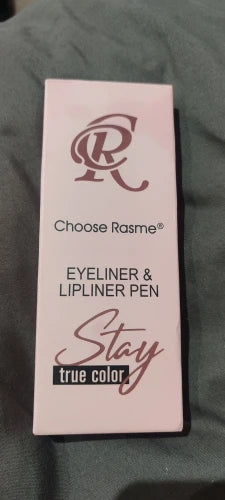 CR
Choose Rasme®
EYELINER &
LIPLINER PEN
Stay
true color